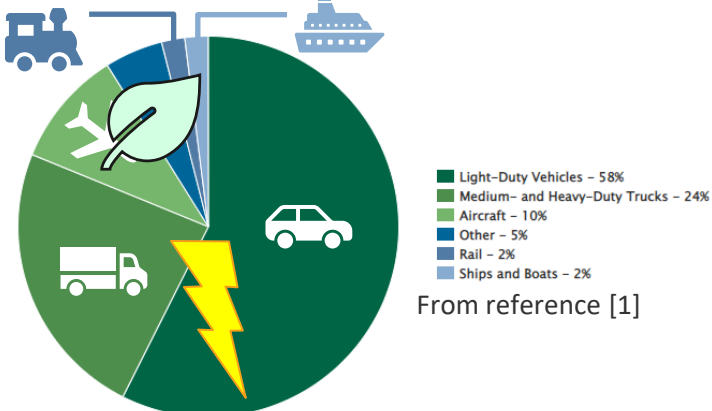 Light-Duty Vehicles – 58%
Medium- and Heavy-Duty Trucks – 24%
Aircraft – 10%
Other – 5%
Rail – 2%
Ships and Boats – 2%
From reference [1]